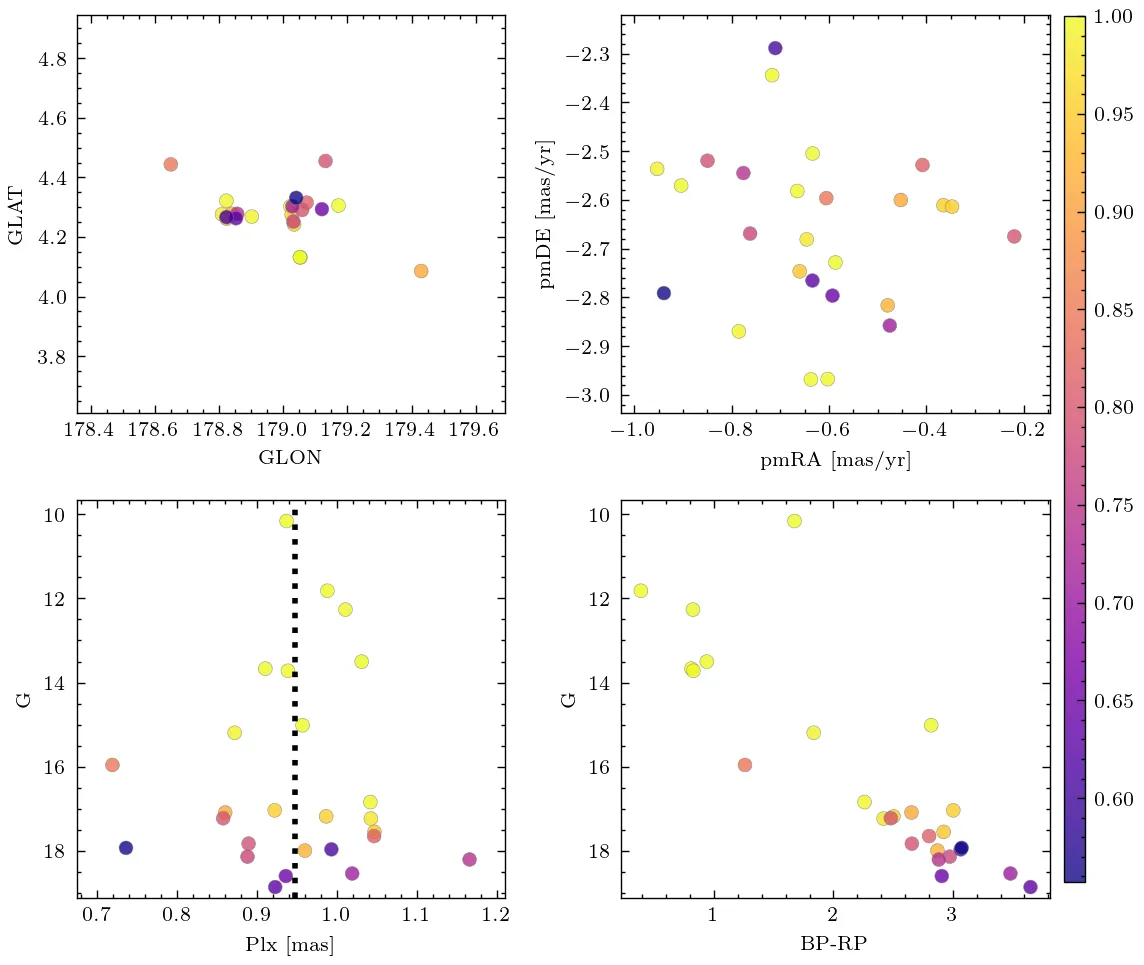 4.8
4.6
4.4
4.2
4.0
3.8
GLAT
178.4 178.6 178.8 179.0 179.2 179.4 179.6
GLON
−2.3
−2.4
−2.5
−2.6
−2.7
−2.8
−2.9
−3.0
pmDE [mas/yr]
−1.0 −0.8 −0.6 −0.4 −0.2
pmRA [mas/yr]
10
12
14
16
18
G
0.7 0.8 0.9 1.0 1.1 1.2
Plx [mas]
10
12
14
16
18
G
1 2 3
BP-RP
1.00
0.95
0.90
0.85
0.80
0.75
0.70
0.65
0.60